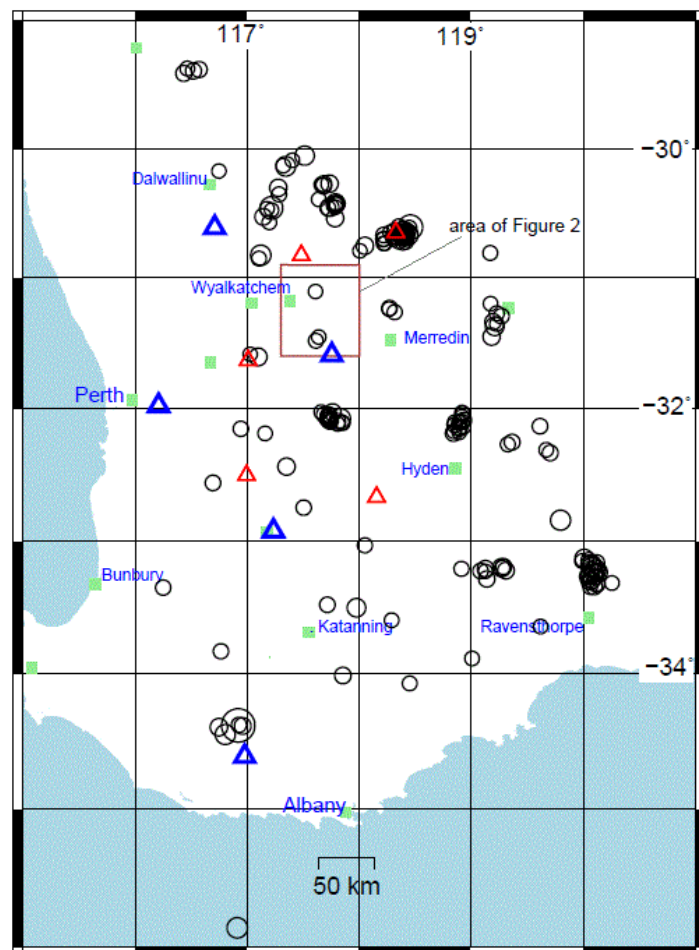 117°
119°
−30°
Dalwallinu
area of Figure 2
Wyalkatchem
Merredin
Perth
−32°
Hyden
Bunbury
Katanning
Ravensthorpe
−34°
Albany
50 km